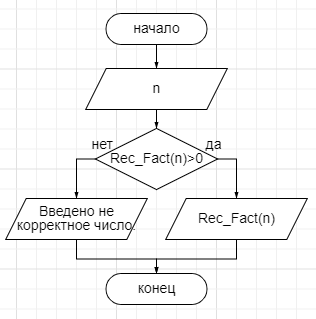 начало
n
нет
да
Rec_Fact(n)>0
Введено не
корректное число.
Rec_Fact(n)
конец